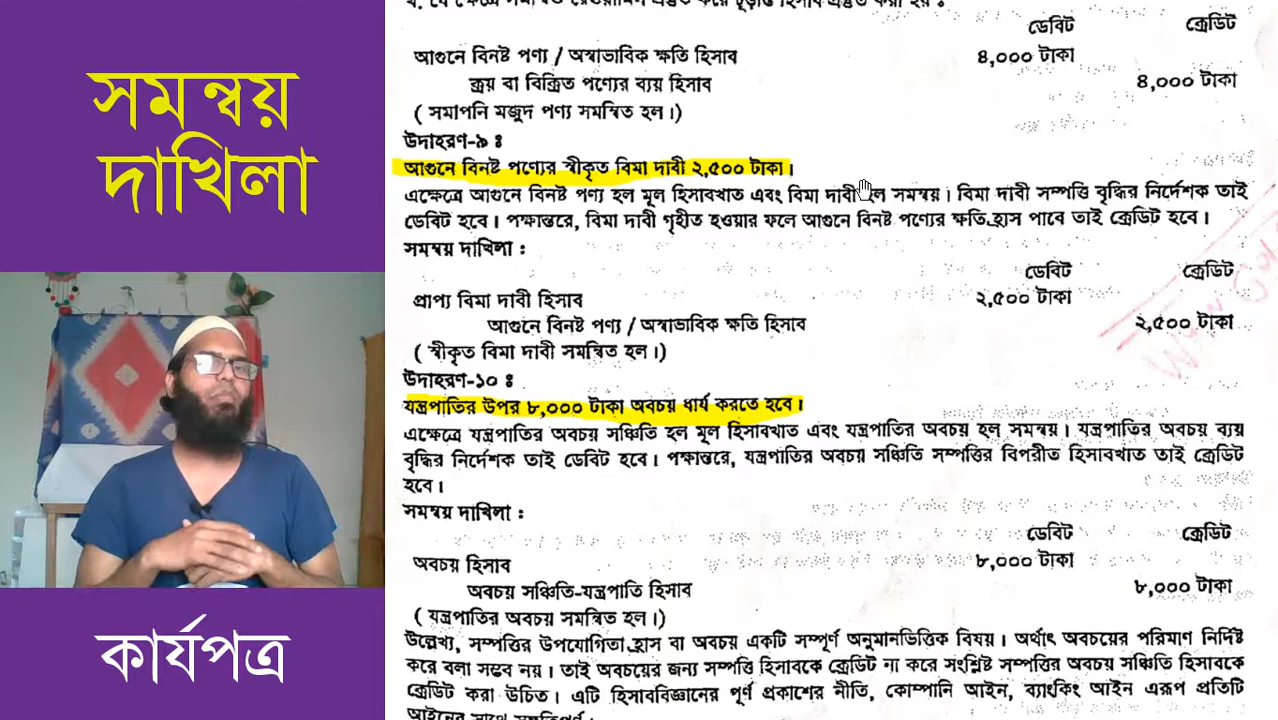 সমন্বয়
দাখিলা
কার্যপত্র
ডেবিট ক্রেডিট
আগুনে বিনষ্ট পণ্য / অস্বাভাবিক ক্ষতি হিসাব ৪,০০০ টাকা
ক্রয় বা বিক্রিত পণ্যের ব্যয় হিসাব ৪,০০০ টাকা
( সমাপনি মজুদ পণ্য সমন্বিত হল।)
উদাহরণ-৯ :
আগুনে বিনষ্ট পণ্যের স্বীকৃত বিমা দাবী ২,৫০০ টাকা।
এক্ষেত্রে আগুনে বিনষ্ট পণ্য হল মূল হিসাবখাত এবং বিমা দাবী হল সমন্বয়। বিমা দাবী সম্পত্তি বৃদ্ধির নির্দেশক তাই
ডেবিট হবে। পক্ষান্তরে, বিমা দাবী গৃহীত হওয়ার ফলে আগুনে বিনষ্ট পণ্যের ক্ষতি হ্রাস পাবে তাই ক্রেডিট হবে।
সমন্বয় দাখিলা :
ডেবিট ক্রেডিট
প্রাপ্য বিমা দাবী হিসাব ২,৫০০ টাকা
আগুনে বিনষ্ট পণ্য / অস্বাভাবিক ক্ষতি হিসাব ২,৫০০ টাকা
( স্বীকৃত বিমা দাবী সমন্বিত হল।)
উদাহরণ-১০ :
যন্ত্রপাতির উপর ৮,০০০ টাকা অবচয় ধার্য করতে হবে।
এক্ষেত্রে যন্ত্রপাতির অবচয় সঞ্চিতি হল মূল হিসাবখাত এবং যন্ত্রপাতির অবচয় হল সমন্বয়। যন্ত্রপাতির অবচয় ব্যয়
বৃদ্ধির নির্দেশক তাই ডেবিট হবে। পক্ষান্তরে, যন্ত্রপাতির অবচয় সঞ্চিতি সম্পত্তির বিপরীত হিসাবখাত তাই ক্রেডিট
হবে।
সমন্বয় দাখিলা :
ডেবিট ক্রেডিট
অবচয় হিসাব ৮,০০০ টাকা
অবচয় সঞ্চিতি-যন্ত্রপাতি হিসাব ৮,০০০ টাকা
( যন্ত্রপাতির অবচয় সমন্বিত হল।)
উল্লেখ্য, সম্পত্তির উপযোগিতা হ্রাস বা অবচয় একটি সম্পূর্ণ অনুমানভিত্তিক বিষয়। অর্থাৎ অবচয়ের পরিমাণ নির্দিষ্ট
করে বলা সম্ভব নয়। তাই অবচয়ের জন্য সম্পত্তি হিসাবকে ক্রেডিট না করে সংশ্লিষ্ট সম্পত্তির অবচয় সঞ্চিতি হিসাবকে
ক্রেডিট করা উচিত। এটি হিসাববিজ্ঞানের পূর্ণ প্রকাশের নীতি, কোম্পানি আইন, ব্যাংকিং আইন এরূপ প্রতিটি